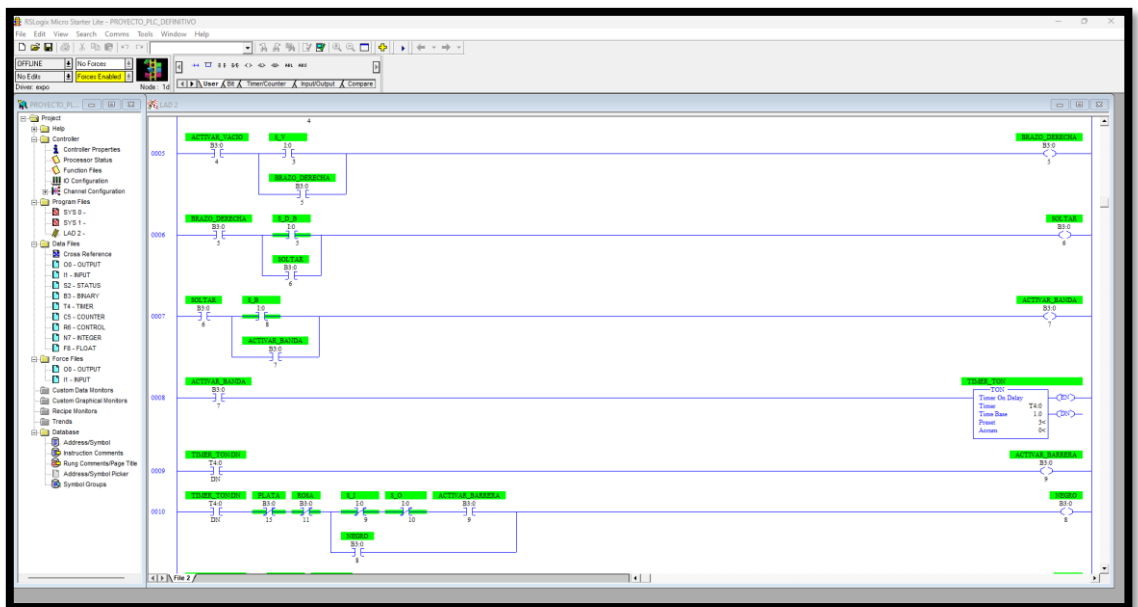 RSLogix Micro Starter Lite - PROYECTO_PLC_DEFINITIVO
File Edit View Search Comms Tools Window Help
OFFLINE No Forces
No Edits Forces Enabled
Driver: expo Node: 1d
User Bit Timer/Counter Input/Output Compare
PROYECTO_PL...
Project
Help
Controller
Controller Properties
Processor Status
Function Files
IO Configuration
Channel Configuration
Program Files
SYS 0 -
SYS 1 -
LAD 2 -
Data Files
Cross Reference
O0 - OUTPUT
I1 - INPUT
S2 - STATUS
B3 - BINARY
T4 - TIMER
C5 - COUNTER
R6 - CONTROL
N7 - INTEGER
F8 - FLOAT
Force Files
O0 - OUTPUT
I1 - INPUT
Custom Data Monitors
Custom Graphical Monitors
Recipe Monitors
Trends
Database
Address/Symbol
Instruction Comments
Rung Comments/Page Title
Address/Symbol Picker
Symbol Groups
LAD 2
4
ACTIVAR_VACIO S_V BRAZO_DERECHA
B3:0 I:0 B3:0
0005
4 3 5
BRAZO_DERECHA
B3:0
5
BRAZO_DERECHA S_D_B SOLTAR
B3:0 I:0 B3:0
0006
5 5 6
SOLTAR
B3:0
6
SOLTAR S_B ACTIVAR_BANDA
B3:0 I:0 B3:0
0007
6 8 7
ACTIVAR_BANDA
B3:0
7
ACTIVAR_BANDA TIMER_TON
B3:0 TON
0008
7
Timer On Delay EN
Timer T4:0
Time Base 1.0 DN
Preset 3<
Accum 0<
TIMER_TON/DN ACTIVAR_BARRERA
T4:0 B3:0
0009
DN 9
TIMER_TON/DN PLATA ROSA S_I S_O ACTIVAR_BARRERA NEGRO
T4:0 B3:0 B3:0 I:0 I:0 B3:0 B3:0
0010
DN 15 11 9 10 9 8
NEGRO
B3:0
8
File 2